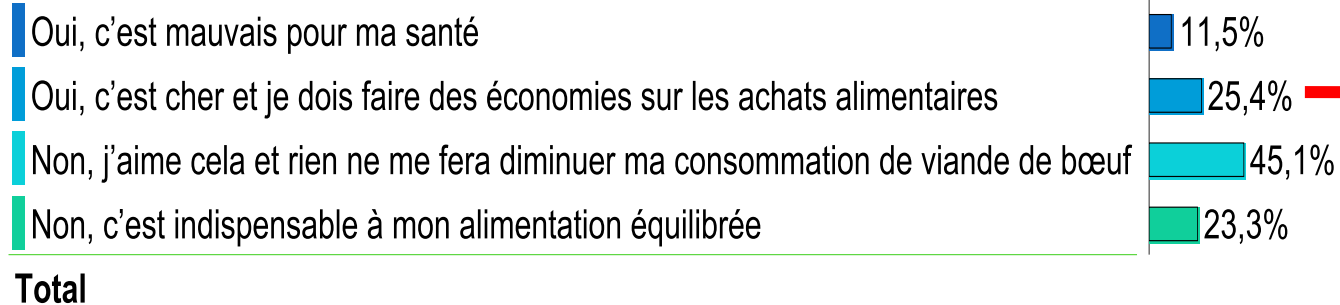 Oui, c’est mauvais pour ma santé 11,5%
Oui, c’est cher et je dois faire des économies sur les achats alimentaires 25,4%
Non, j’aime cela et rien ne me fera diminuer ma consommation de viande de bœuf 45,1%
Non, c’est indispensable à mon alimentation équilibrée 23,3%
Total